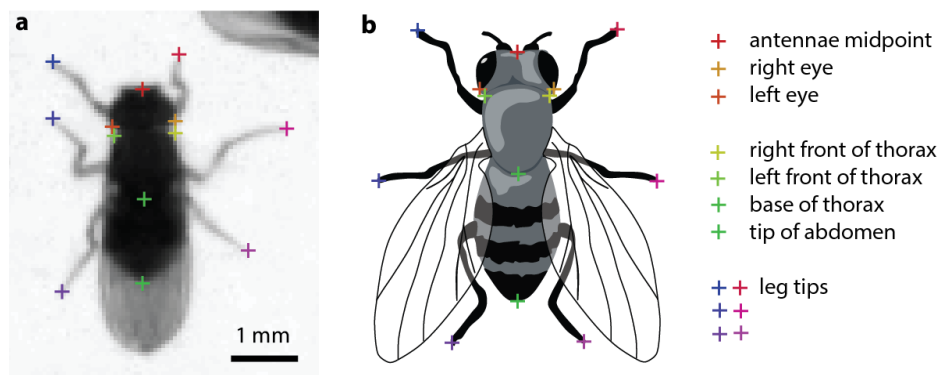 a
1 mm
b
antennae midpoint
right eye
left eye
right front of thorax
left front of thorax
base of thorax
tip of abdomen
leg tips